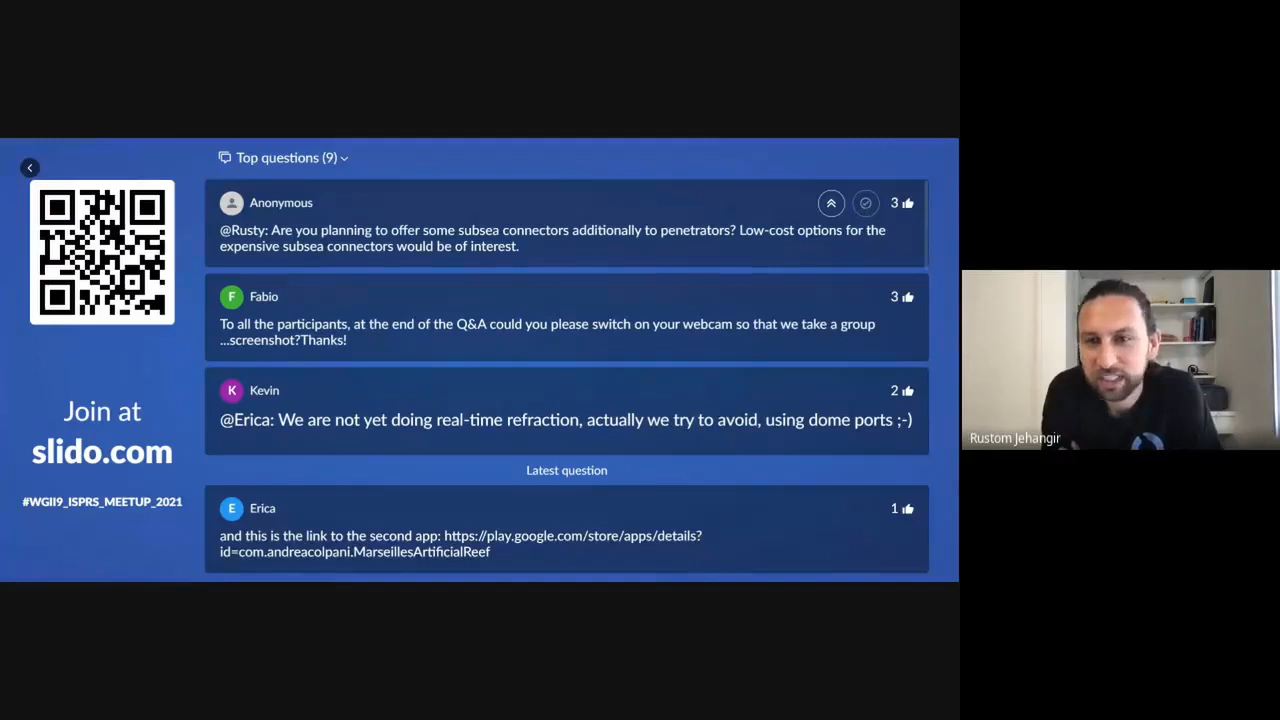 Top questions (9)
Anonymous
3
@Rusty: Are you planning to offer some subsea connectors additionally to penetrators? Low-cost options for the
expensive subsea connectors would be of interest.
F Fabio
3
To all the participants, at the end of the Q&A could you please switch on your webcam so that we take a group
...screenshot?Thanks!
K Kevin
2
@Erica: We are not yet doing real-time refraction, actually we try to avoid, using dome ports ;-)
Latest question
E Erica
1
and this is the link to the second app: https://play.google.com/store/apps/details?
id=com.andreacolpani.MarseillesArtificialReef
Join at
slido.com
#WGII9_ISPRS_MEETUP_2021
Rustom Jehangir